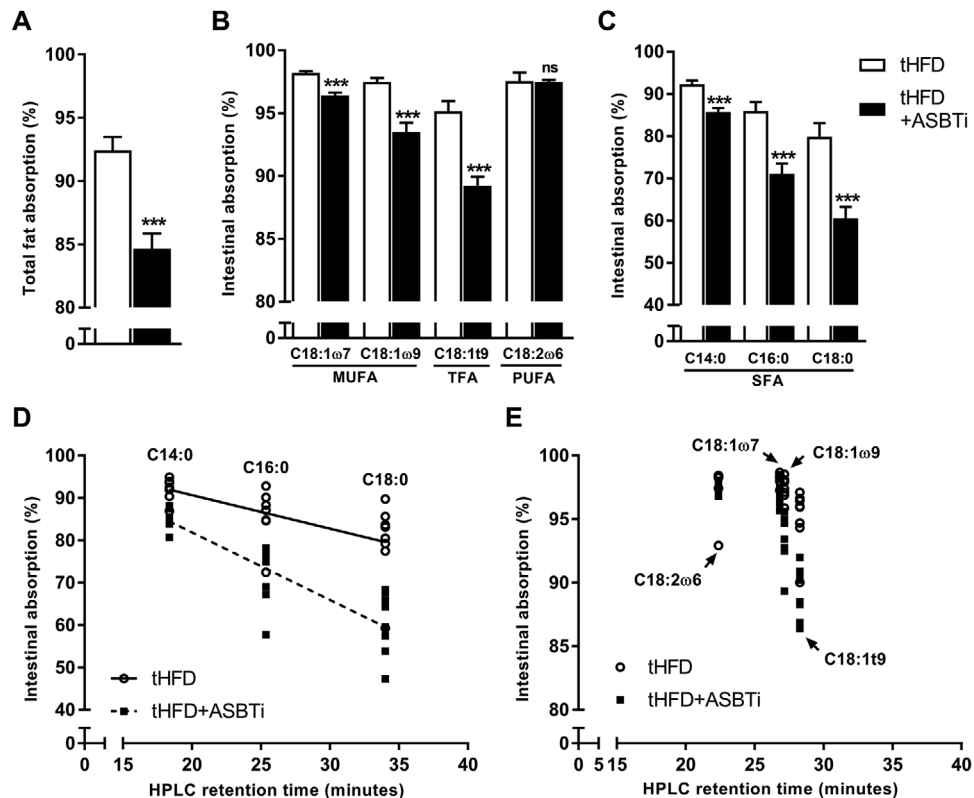 A
Total fat absorption (%)
100
95
90
85
80
0
***
B
Intestinal absorption (%)
100
95
90
85
80
0
***
***
***
ns
C18:1ω7 C18:1ω9 C18:1t9 C18:2ω6
MUFA TFA PUFA
C
Intestinal absorption (%)
100
90
80
70
60
50
40
0
***
***
***
C14:0 C16:0 C18:0
SFA
tHFD
tHFD
+ASBTi
D
Intestinal absorption (%)
100
90
80
70
60
50
40
0
C14:0
C16:0
C18:0
tHFD
tHFD+ASBTi
0 15 20 25 30 35 40
HPLC retention time (minutes)
E
Intestinal absorption (%)
100
95
90
85
80
0
C18:1ω7
C18:1ω9
C18:2ω6
C18:1t9
tHFD
tHFD+ASBTi
0 5 15 20 25 30 35 40
HPLC retention time (minutes)